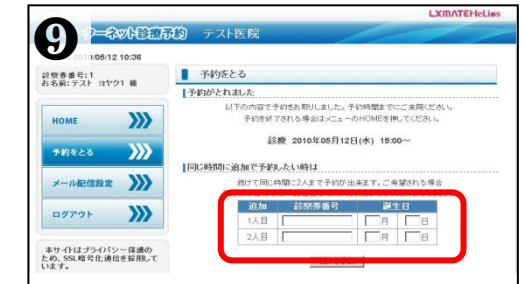 LXMATEHeLios
9
ーネット診療予約 テスト医院
/05/12 10:36
診察券番号:1
お名前:テスト ヨヤク1 様
予約をとる
予約がとれました
以下の内容で予約をお取りしました。予約時間までにご来院ください。
予約を終了される場合はメニューのHOMEを押してください。
診療 2010年05月12日(水) 15:00〜
同じ時間に追加で予約したい時は
続けて同じ時間に2人まで予約が出来ます。ご希望される場合
HOME
予約をとる
メール配信設定
ログアウト
追加 診察券番号 誕生日
1人目 月 日
2人目 月 日
本サイトはプライバシー保護の
ため、SSL暗号化通信を採用して
います。